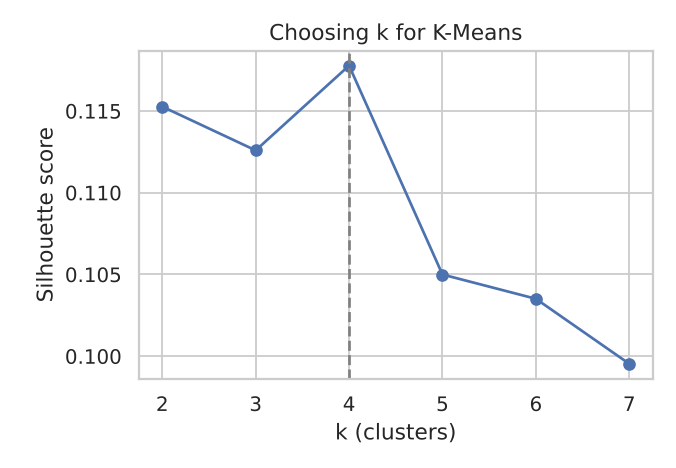 Choosing k for K-Means
Silhouette score
0.115
0.110
0.105
0.100
2 3 4 5 6 7
k (clusters)